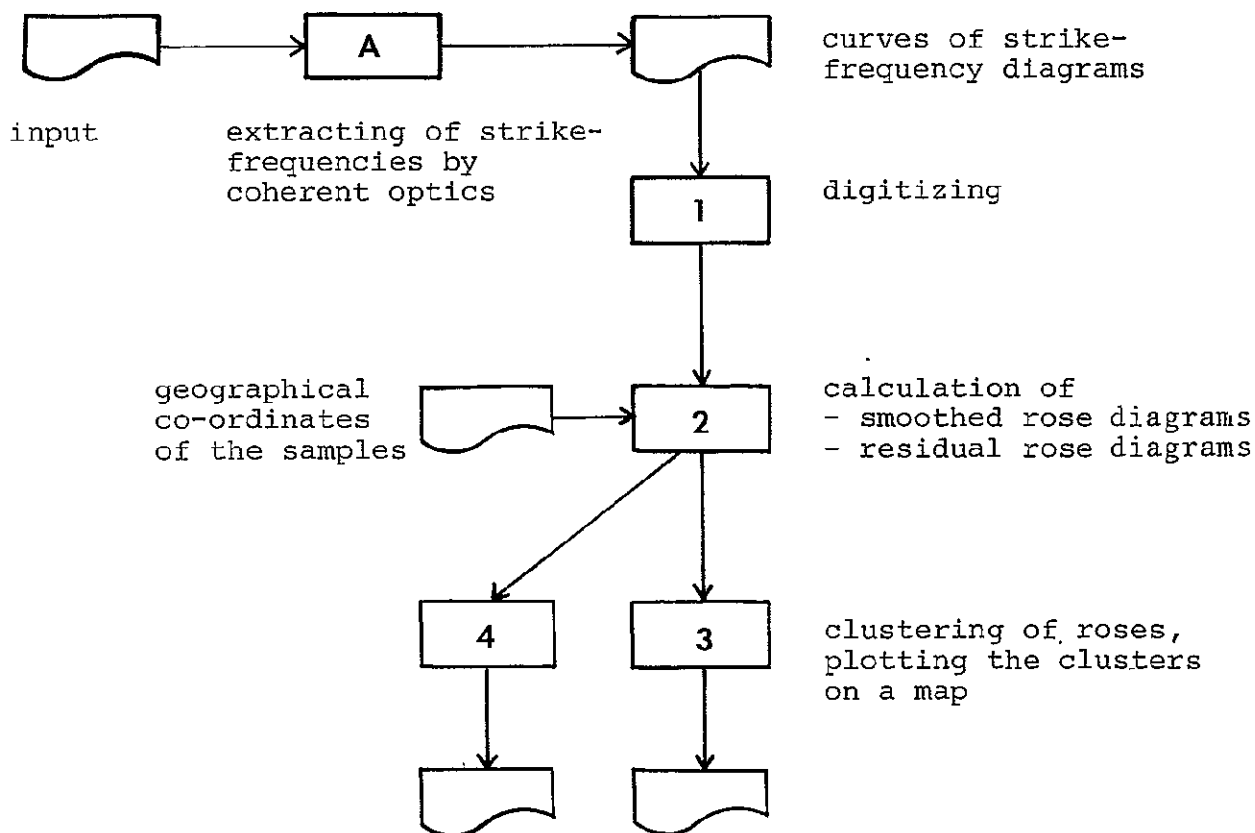 A
curves of strike-
frequency diagrams
input
extracting of strike-
frequencies by
coherent optics
1
digitizing
geographical
co-ordinates
of the samples
2
calculation of
- smoothed rose diagrams
- residual rose diagrams
4
3
clustering of roses,
plotting the clusters
on a map